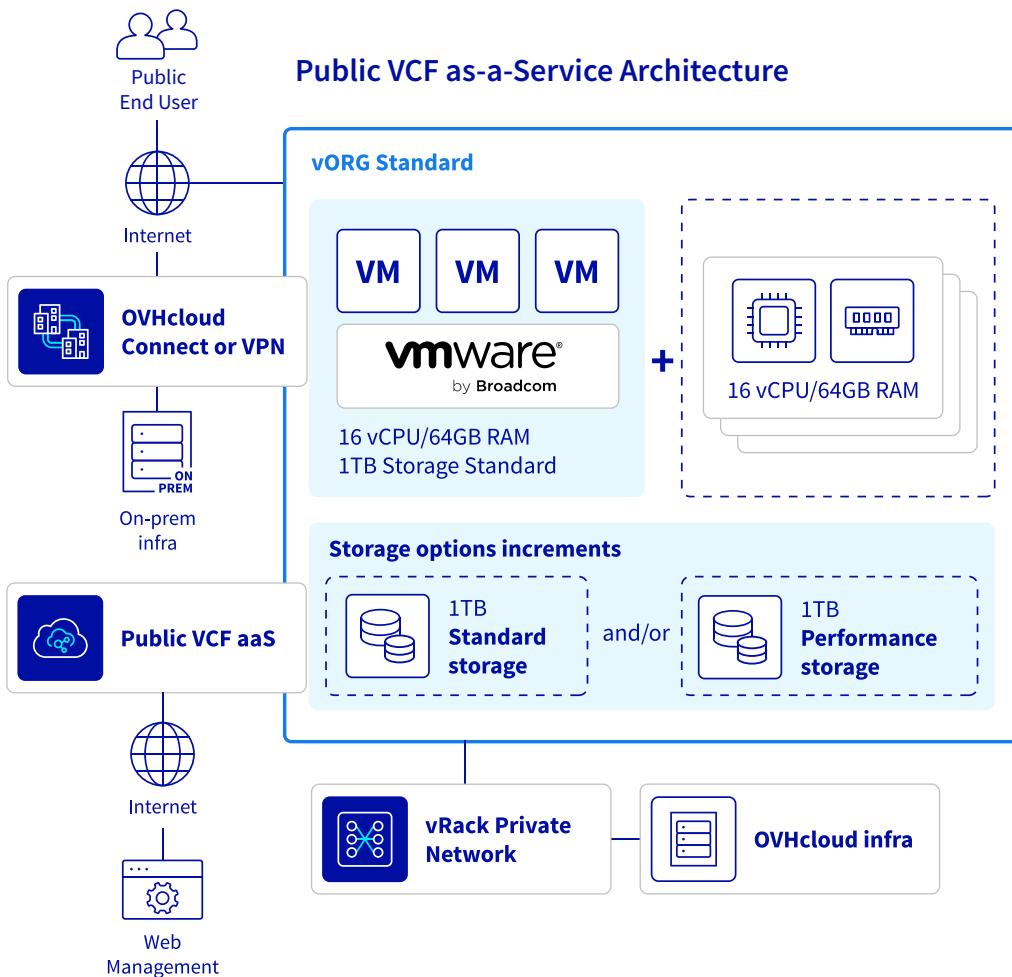 Public
End User
Public VCF as-a-Service Architecture
Internet
vORG Standard
VM
VM
VM
vmware®
by Broadcom
16 vCPU/64GB RAM
1TB Storage Standard
+
16 vCPU/64GB RAM
OVHcloud
Connect or VPN
ON
PREM
On-prem
infra
Storage options increments
1TB
Standard
storage
and/or
1TB
Performance
storage
Public VCF aaS
Internet
Web
Management
vRack Private
Network
OVHcloud infra